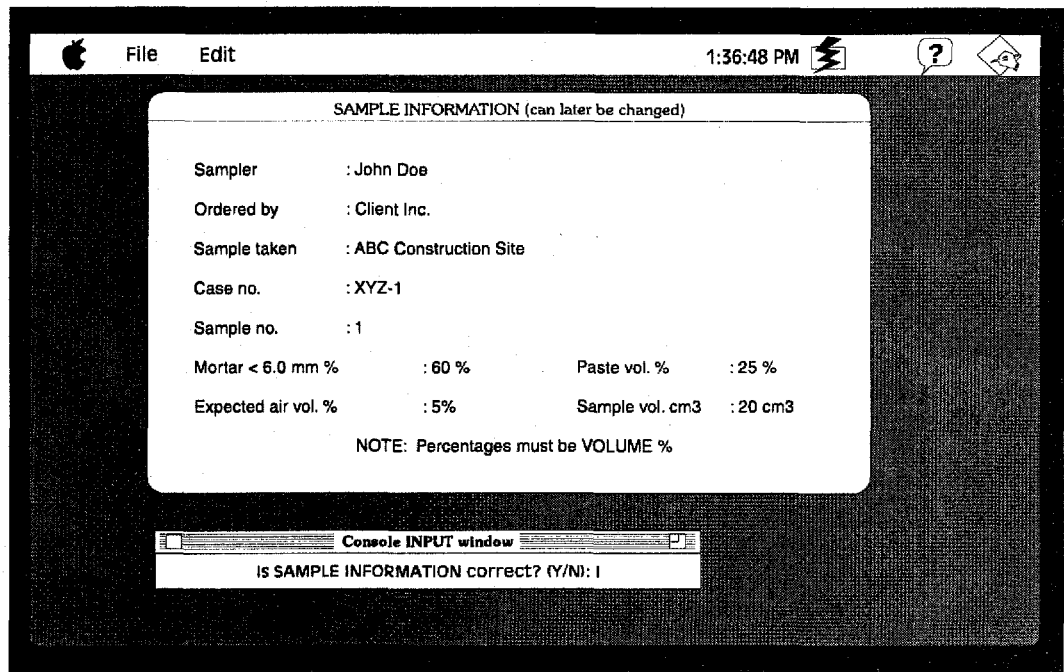 File Edit 1:36:48 PM ?
SAMPLE INFORMATION (can later be changed)
Sampler : John Doe
Ordered by : Client Inc.
Sample taken : ABC Construction Site
Case no. : XYZ-1
Sample no. : 1
Mortar < 6.0 mm % : 60 % Paste vol. % : 25 %
Expected air vol. % : 5% Sample vol. cm3 : 20 cm3
NOTE: Percentages must be VOLUME %
Console INPUT window
Is SAMPLE INFORMATION correct? (Y/N): |